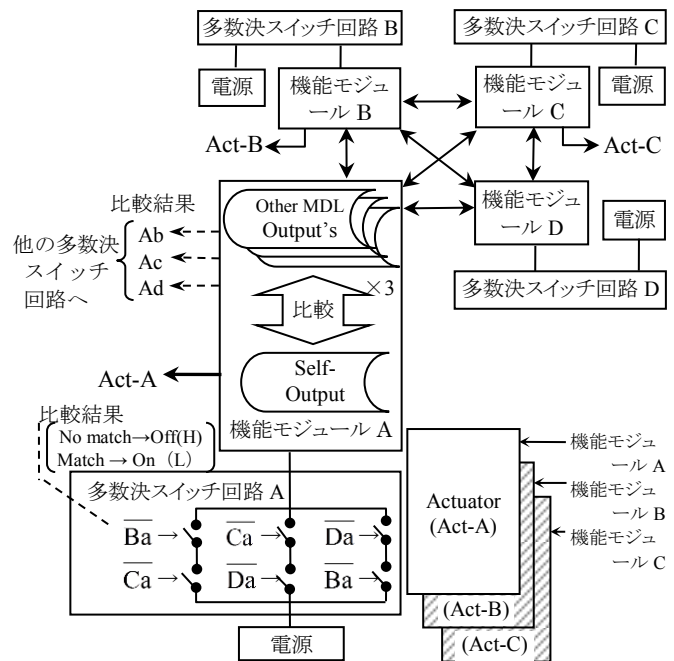 多数決スイッチ回路 B
多数決スイッチ回路 C
電源
機能モジュ
ール B
機能モジュ
ール C
電源
Act-B
Act-C
比較結果
他の多数決
スイッチ
回路へ
Ab
Ac
Ad
Other MDL
Output's
×3
比較
Self-
Output
機能モジュール A
機能モジュ
ール D
電源
多数決スイッチ回路 D
Act-A
比較結果
No match→Off(H)
Match → On（L）
多数決スイッチ回路 A
B̅a̅→ C̅a̅→ D̅a̅→
C̅a̅→ D̅a̅→ B̅a̅→
電源
Actuator
(Act-A)
(Act-B)
(Act-C)
機能モジュ
ール A
機能モジュ
ール B
機能モジュ
ール C